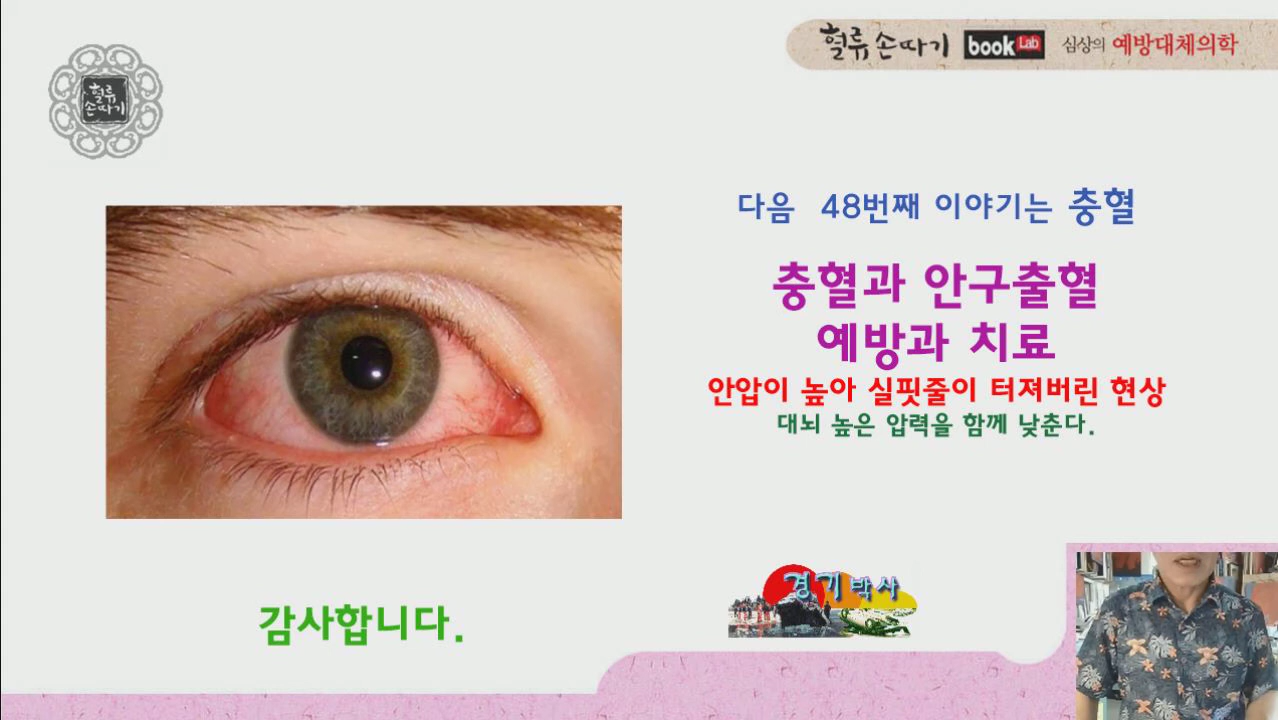 혈류 손따기 book Lab 심상의 예방대체의학
혈류
손따기
다음 48번째 이야기는 충혈
충혈과 안구출혈
예방과 치료
안압이 높아 실핏줄이 터져버린 현상
대뇌 높은 압력을 함께 낮춘다.
경기박사
감사합니다.